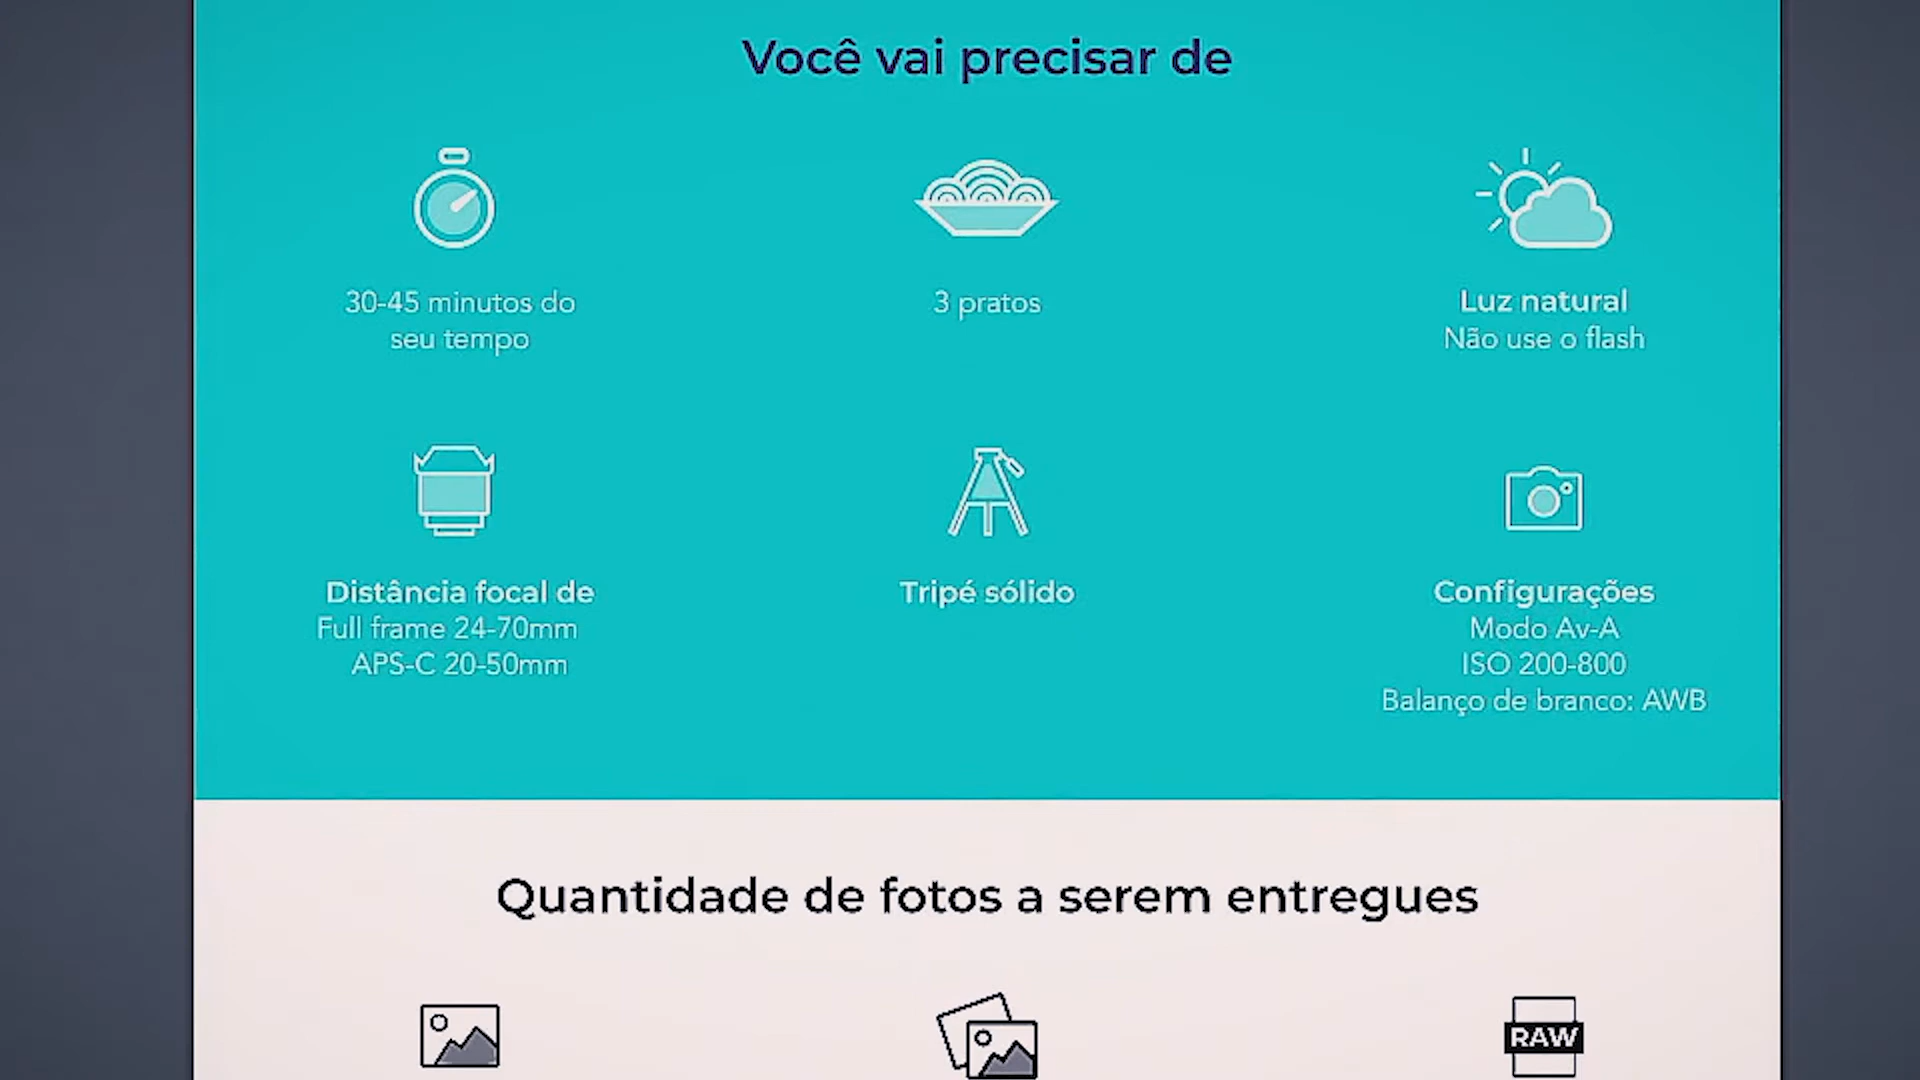 Você vai precisar de
30-45 minutos do
seu tempo
3 pratos
Luz natural
Não use o flash
Distância focal de
Full frame 24-70mm
APS-C 20-50mm
Tripé sólido
Configurações
Modo Av-A
ISO 200-800
Balanço de branco: AWB
Quantidade de fotos a serem entregues
RAW